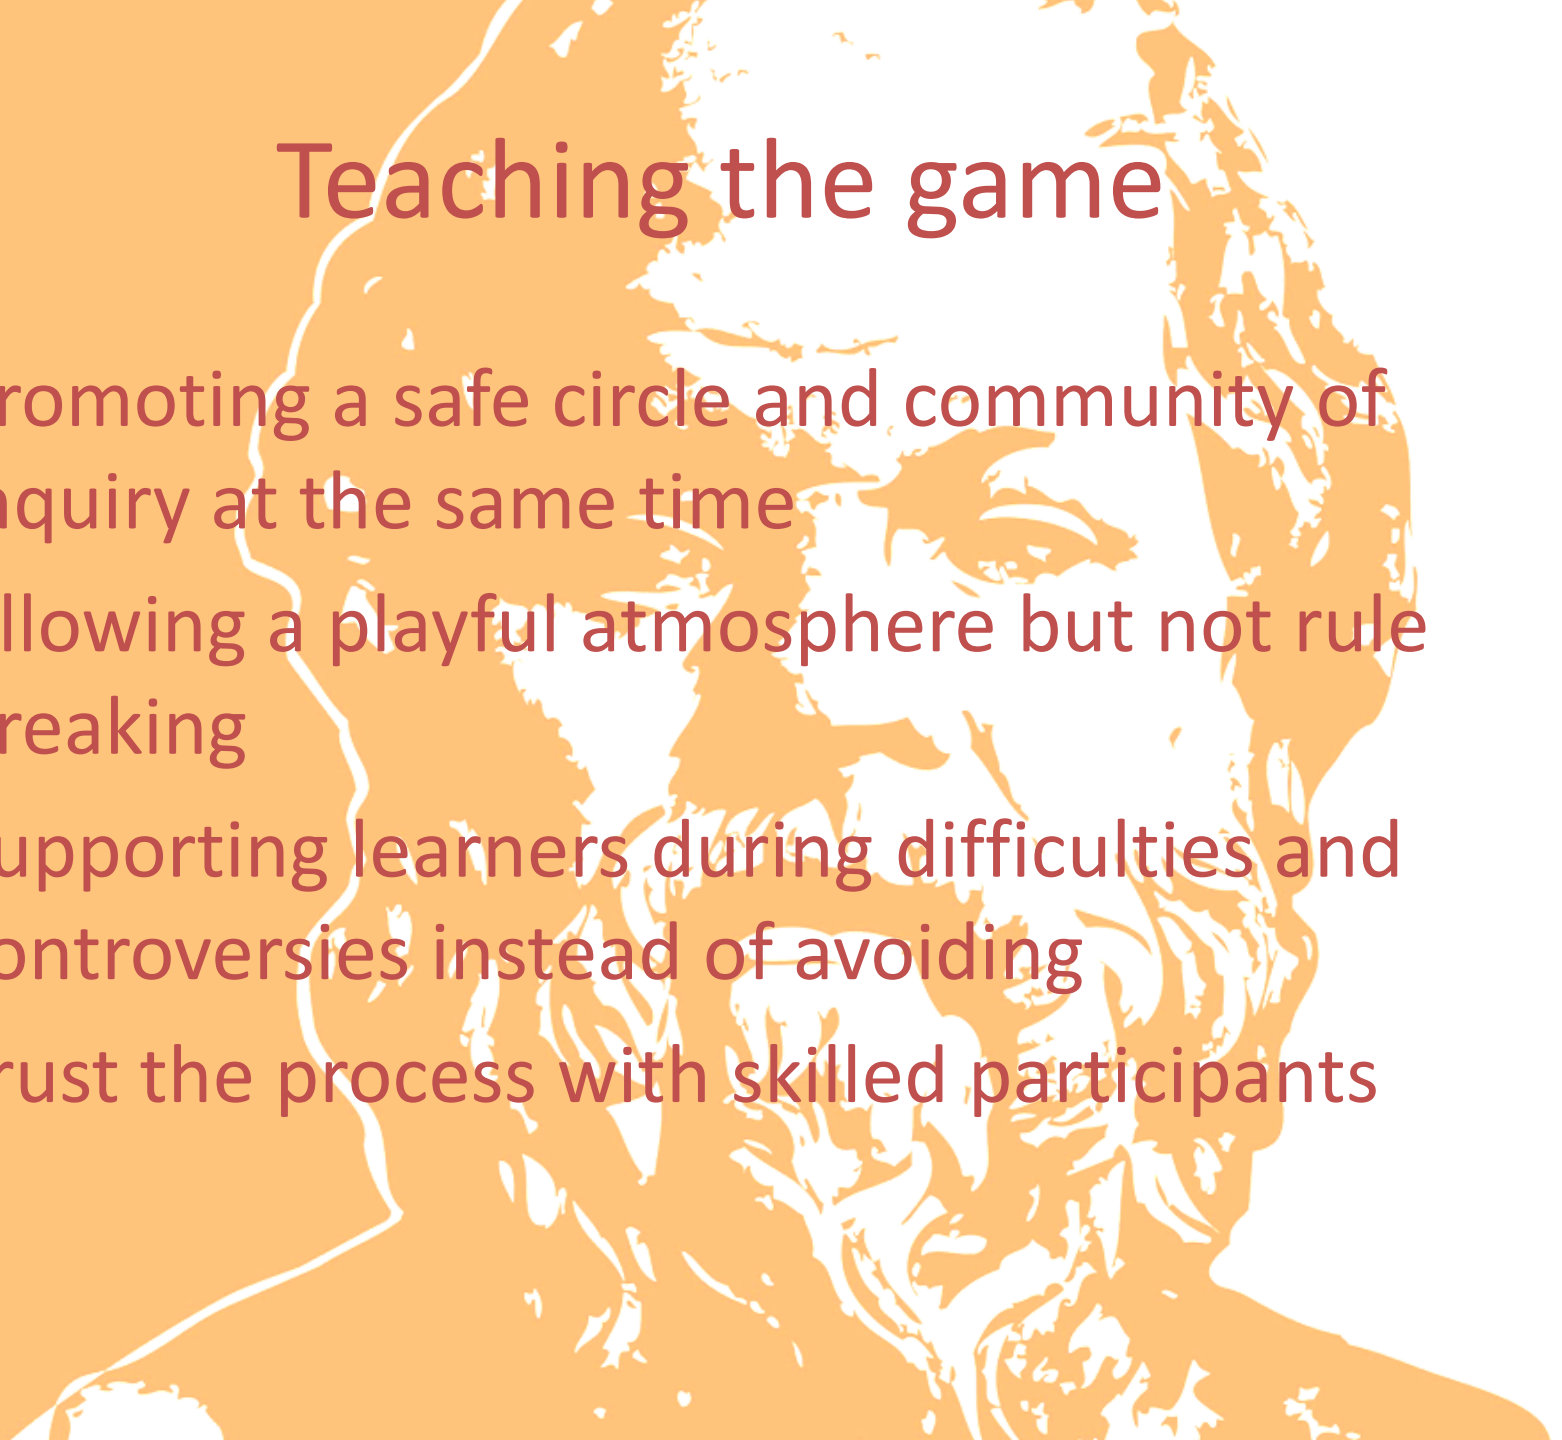 Teaching the game
romoting a safe circle and community of
nquiry at the same time
llowing a playful atmosphere but not rule
reaking
upporting learners during difficulties and
ontroversies instead of avoiding
rust the process with skilled participants